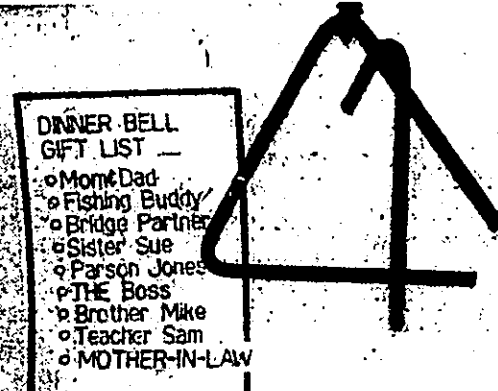 DINNER BELL
GIFT LIST
Mom & Dad
Fishing Buddy
Bridge Partner
Sister Sue
Parson Jones
THE Boss
Brother Mike
Teacher Sam
MOTHER-IN-LAW